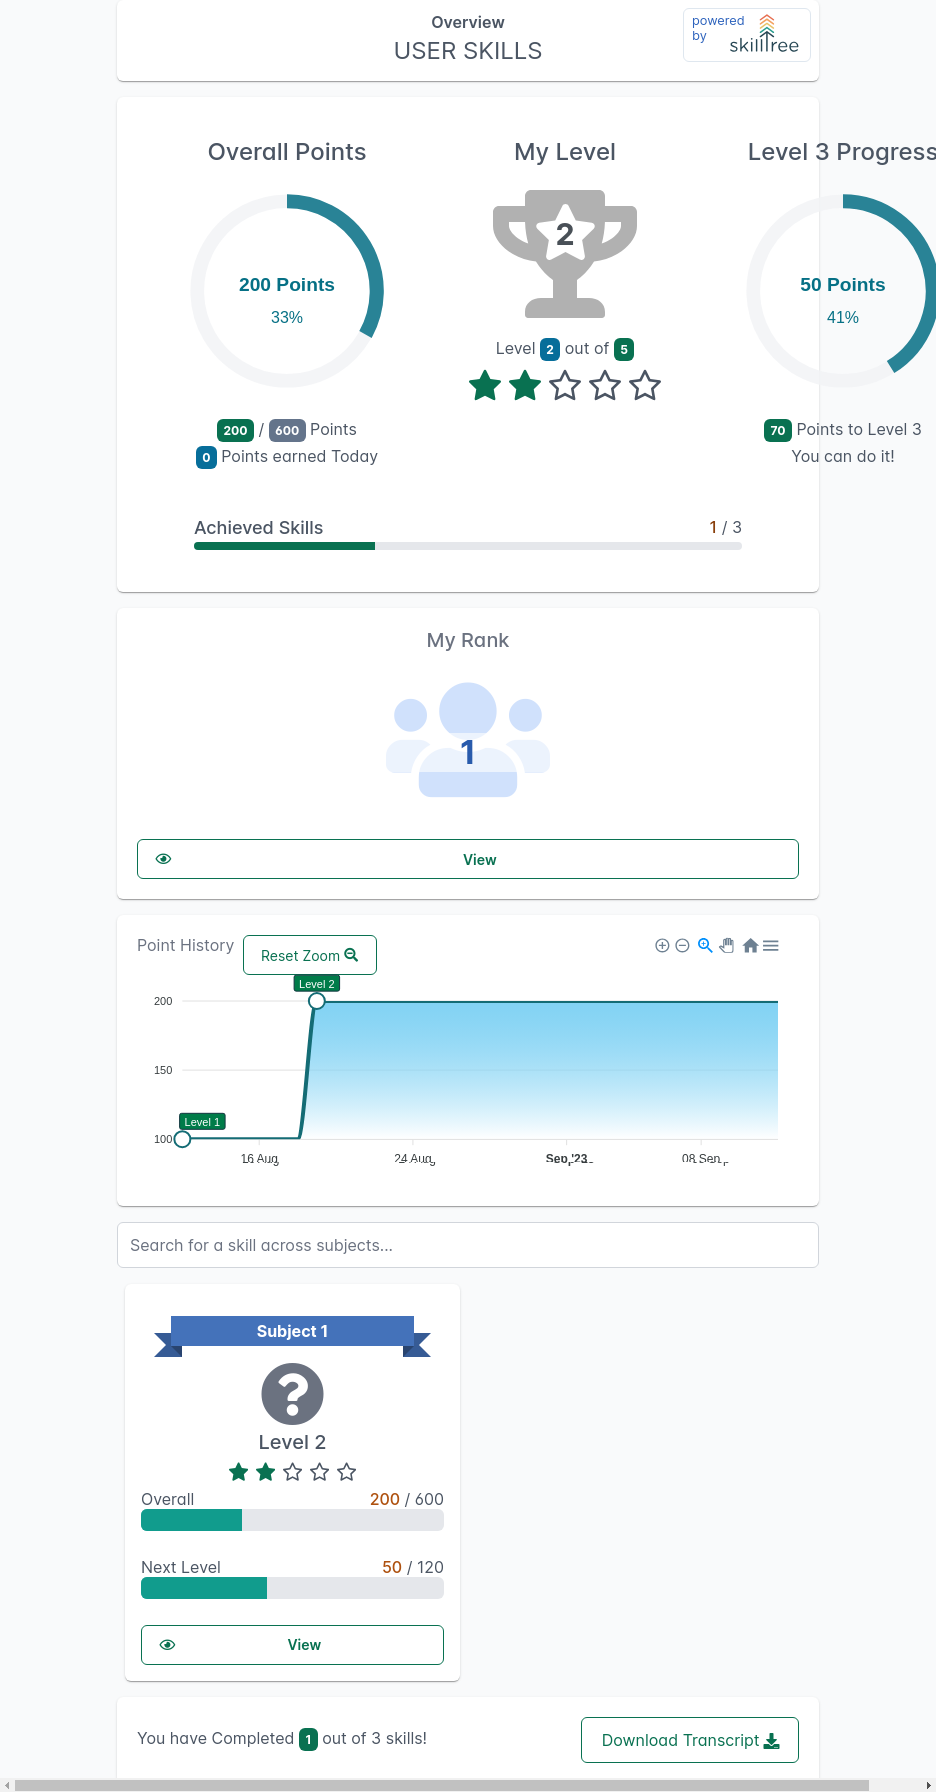 Overview
USER SKILLS
powered
by
skilltree
Overall Points
My Level
Level 3 Progress
200 Points
33%
2
50 Points
41%
Level 2 out of 5
200 / 600 Points
0 Points earned Today
70 Points to Level 3
You can do it!
Achieved Skills
1 / 3
My Rank
1
View
Point History
Reset Zoom
Level 2
200
150
Level 1
100
16 Aug
24 Aug
Sep '23
08 Sep
Search for a skill across subjects...
Subject 1
Level 2
Overall
200 / 600
Next Level
50 / 120
View
You have Completed 1 out of 3 skills!
Download Transcript